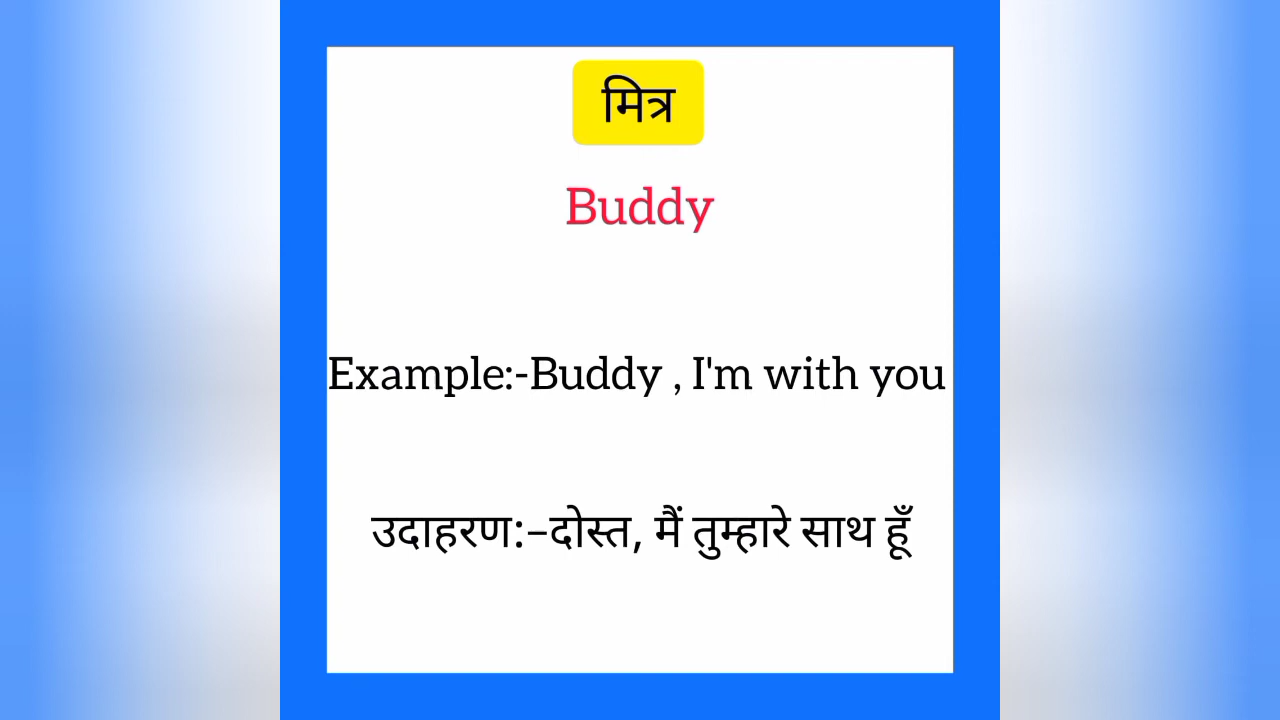 मित्र
Buddy
Example:-Buddy , I'm with you
उदाहरण:–दोस्त, मैं तुम्हारे साथ हूँ